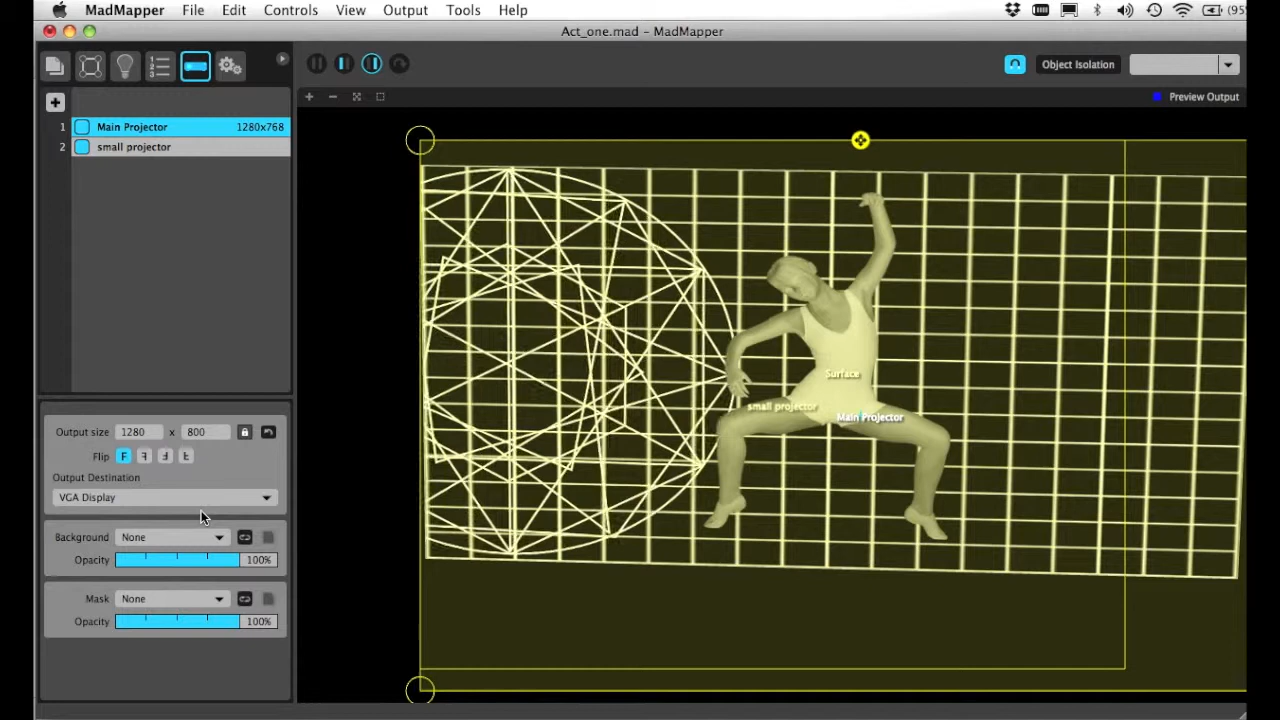 MadMapper File Edit Controls View Output Tools Help
Act_one.mad - MadMapper
Object Isolation
Preview Output
1 Main Projector 1280x768
2 small projector
Surface
small projector
Main Projector
Output size 1280 x 800
Flip F
Output Destination
VGA Display
Background None
Opacity 100%
Mask None
Opacity 100%